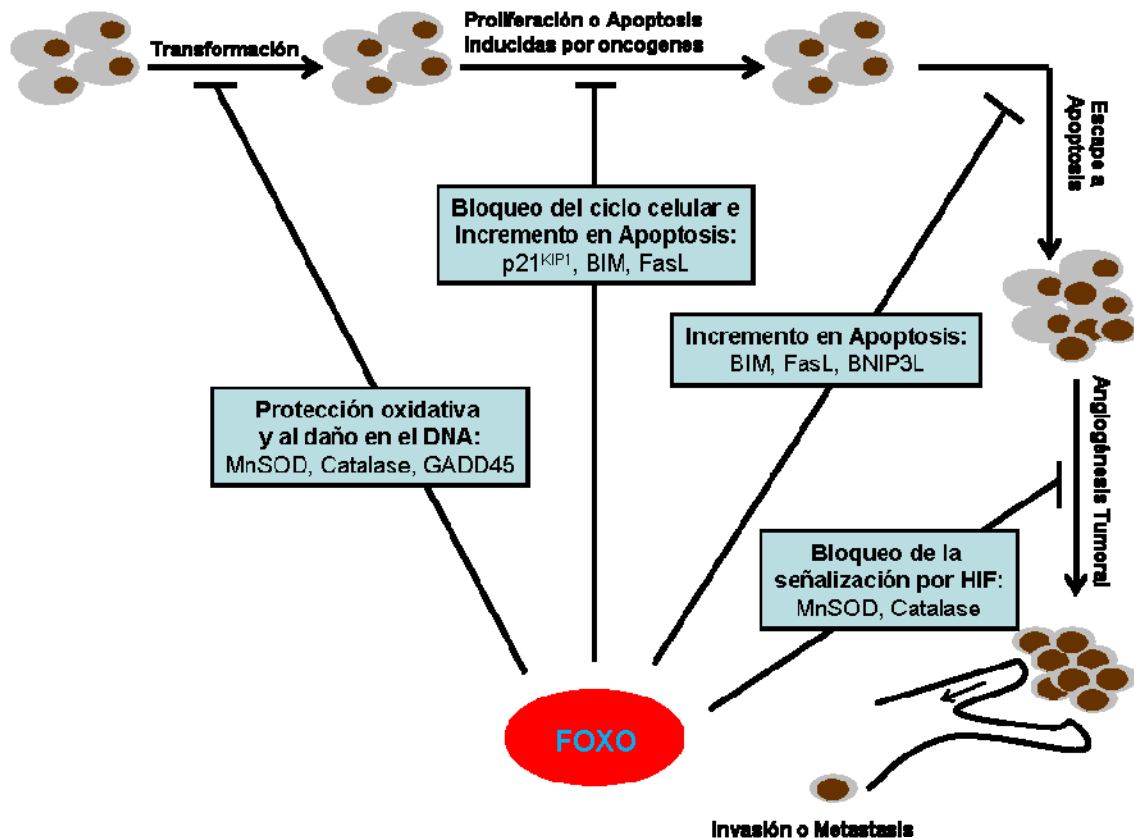 Transformación
Proliferación o Apoptosis
Inducidas por oncogenes
Escape a
Apoptosis
Bloqueo del ciclo celular e
Incremento en Apoptosis:
p21KIP1, BIM, FasL
Incremento en Apoptosis:
BIM, FasL, BNIP3L
Protección oxidativa
y al daño en el DNA:
MnSOD, Catalase, GADD45
Angiogénesis Tumoral
Bloqueo de la
señalización por HIF:
MnSOD, Catalase
FOXO
Invasión o Metastasis